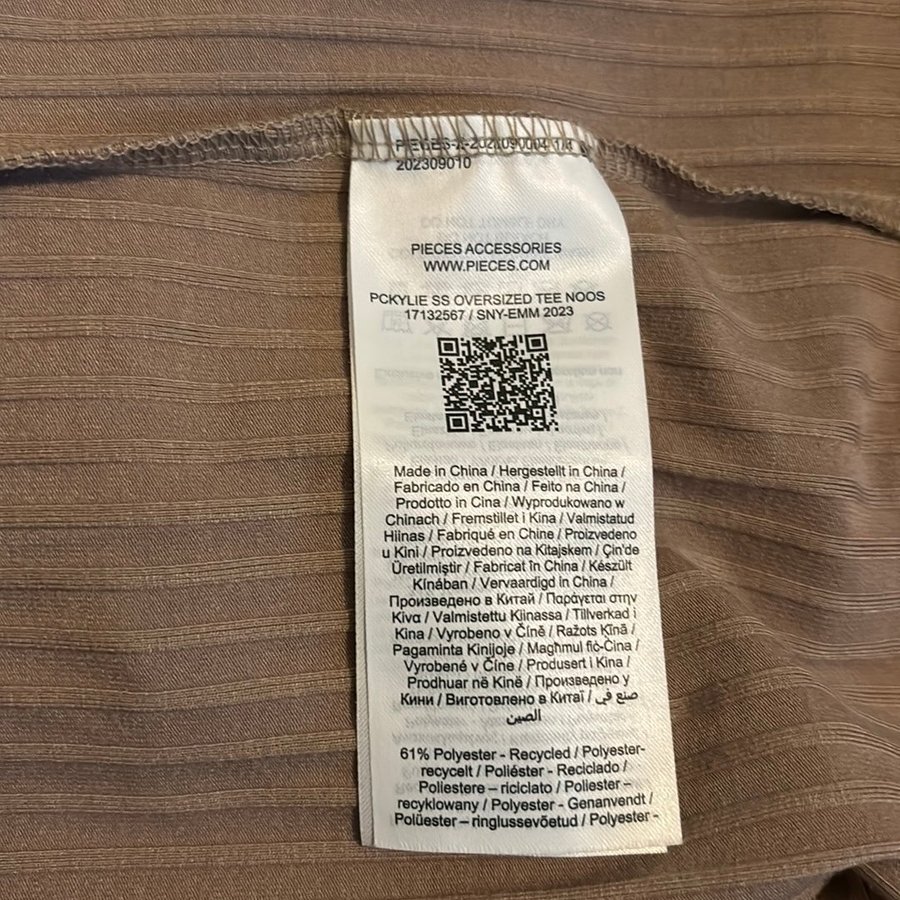 202309010
PIECES ACCESSORIES
WWW.PIECES.COM
PCKYLIE SS OVERSIZED TEE NOOS
17132567 / SNY-EMM 2023
Made in China / Hergestellt in China /
Fabricado en China / Feito na China /
Prodotto in Cina / Wyprodukowano w
Chinach / Fremstillet i Kina / Valmistatud
Hiinas / Fabriqué en Chine / Proizvedeno
u Kini / Proizvedeno na Kitajskem / Çin'de
Üretilmiştir / Fabricat în China / Készült
Kínában / Vervaardigd in China /
Произведено в Китай / Παράγεται στην
Κίνα / Valmistettu Kiinassa / Tillverkad i
Kina / Vyrobeno v Číně / Ražots Ķīnā /
Pagaminta Kinijoje / Magħmul fiċ-Ċina /
Vyrobené v Číne / Produsert i Kina /
Prodhuar në Kinë / Произведено у
Кини / Виготовлено в Китаї / صنع في
الصين
61% Polyester - Recycled / Polyester-
recycelt / Poliéster - Reciclado /
Poliestere – riciclato / Poliester –
recyklowany / Polyester - Genanvendt /
Polüester – ringlussevõetud / Polyester -